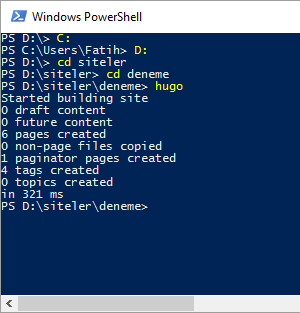 Windows PowerShell
PS D:\> C:
PS C:\Users\Fatih> D:
PS D:\> cd siteler
PS D:\siteler> cd deneme
PS D:\siteler\deneme> hugo
Started building site
0 draft content
0 future content
6 pages created
0 non-page files copied
1 paginator pages created
4 tags created
0 topics created
in 321 ms
PS D:\siteler\deneme>